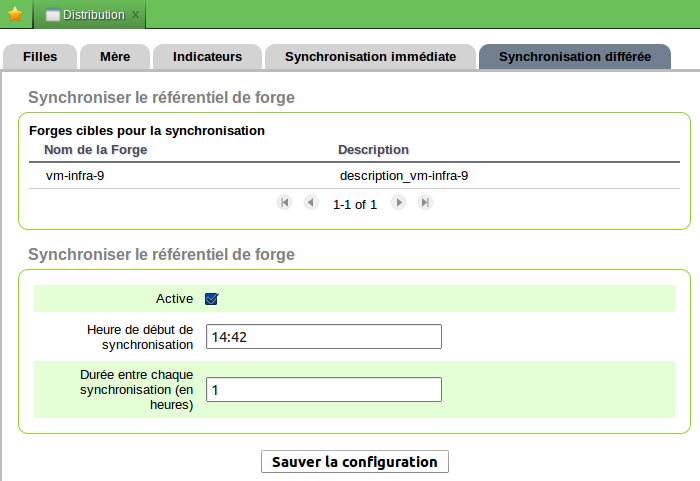 Distribution x
Filles Mère Indicateurs Synchronisation immédiate Synchronisation différée
Synchroniser le référentiel de forge
Forges cibles pour la synchronisation
Nom de la Forge Description
vm-infra-9 description_vm-infra-9
1-1 of 1
Synchroniser le référentiel de forge
Active
Heure de début de
synchronisation
14:42
Durée entre chaque
synchronisation (en
heures)
1
Sauver la configuration